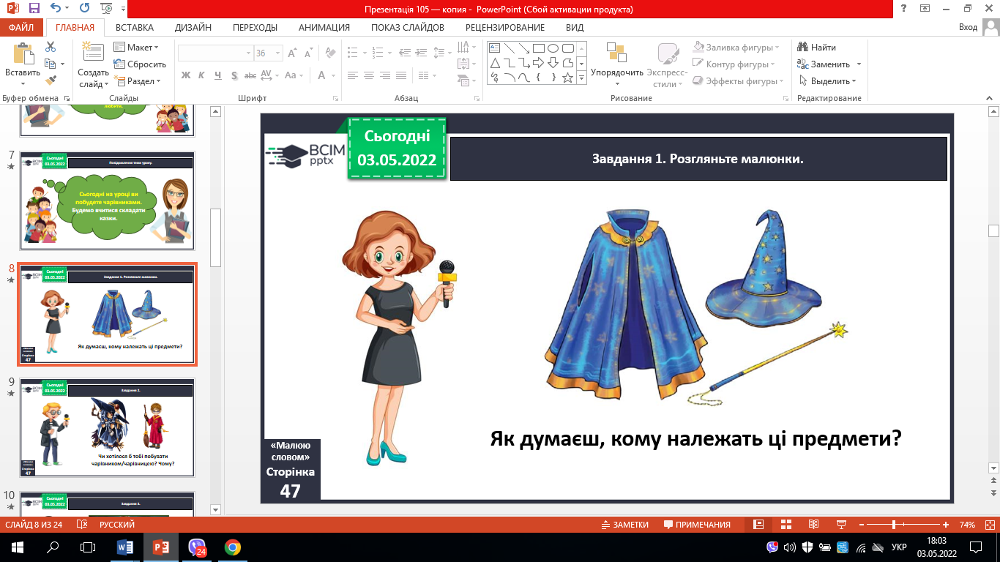 Презентація 105 — копия -  PowerPoint (Сбой активации продукта)
ФАЙЛ ГЛАВНАЯ ВСТАВКА ДИЗАЙН ПЕРЕХОДЫ АНИМАЦИЯ ПОКАЗ СЛАЙДОВ РЕЦЕНЗИРОВАНИЕ ВИД Вход
Вставить
Создать слайд
Макет
Сбросить
Раздел
36
Ж К Ч S abc AV Aa A
Упорядочить
Экспресс-стили
Заливка фигуры
Контур фигуры
Эффекты фигуры
Найти
Заменить
Выделить
Буфер обмена Слайды Шрифт Абзац Рисование Редактирование
любити.
7
Сьогодні
03.05.2022
Повідомлення теми уроку.
Сьогодні на уроці ви
побудете чарівниками.
Будемо вчитися складати
казки.
8
Сьогодні
03.05.2022
Завдання 1. Розгляньте малюнки.
Як думаєш, кому належать ці предмети?
Сторінка
47
9
Сьогодні
03.05.2022
Завдання 2.
Чи хотілося б тобі побувати
чарівником/чарівницею? Чому?
Сторінка
47
10
Сьогодні
03.05.2022
Завдання 3.
ВСІМ
pptx
Сьогодні
03.05.2022
Завдання 1. Розгляньте малюнки.
Як думаєш, кому належать ці предмети?
«Малюю
словом»
Сторінка
47
СЛАЙД 8 ИЗ 24 РУССКИЙ ЗАМЕТКИ ПРИМЕЧАНИЯ 74%
24
УКР
18:03
03.05.2022